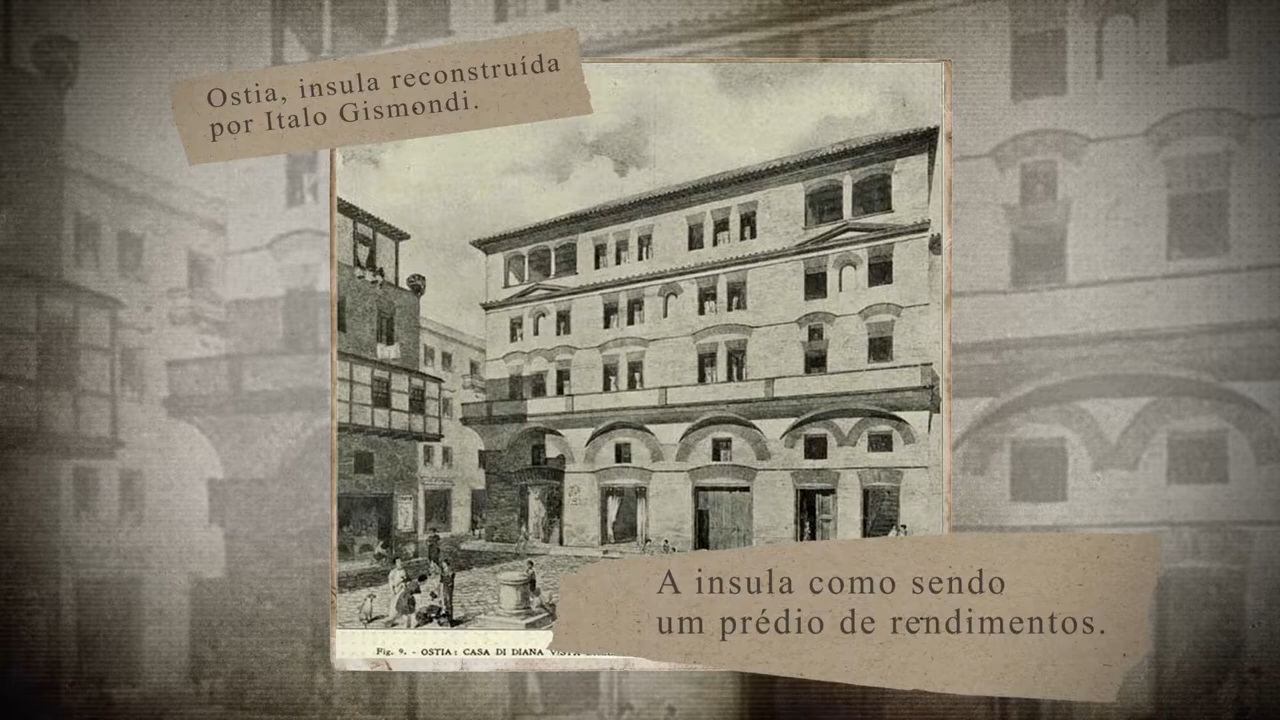 Ostia, insula reconstruída
por Italo Gismondi.
A insula como sendo
um prédio de rendimentos.
Fig. 9. - OSTIA: CASA DI DIANA